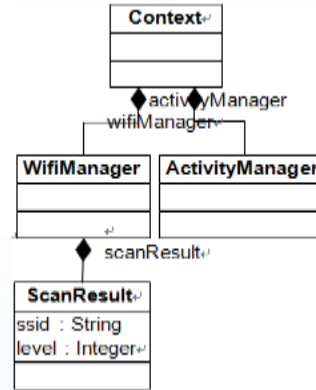 Context
activityManager
wifiManager
WifiManager
ActivityManager
scanResult
ScanResult
ssid : String
level : Integer